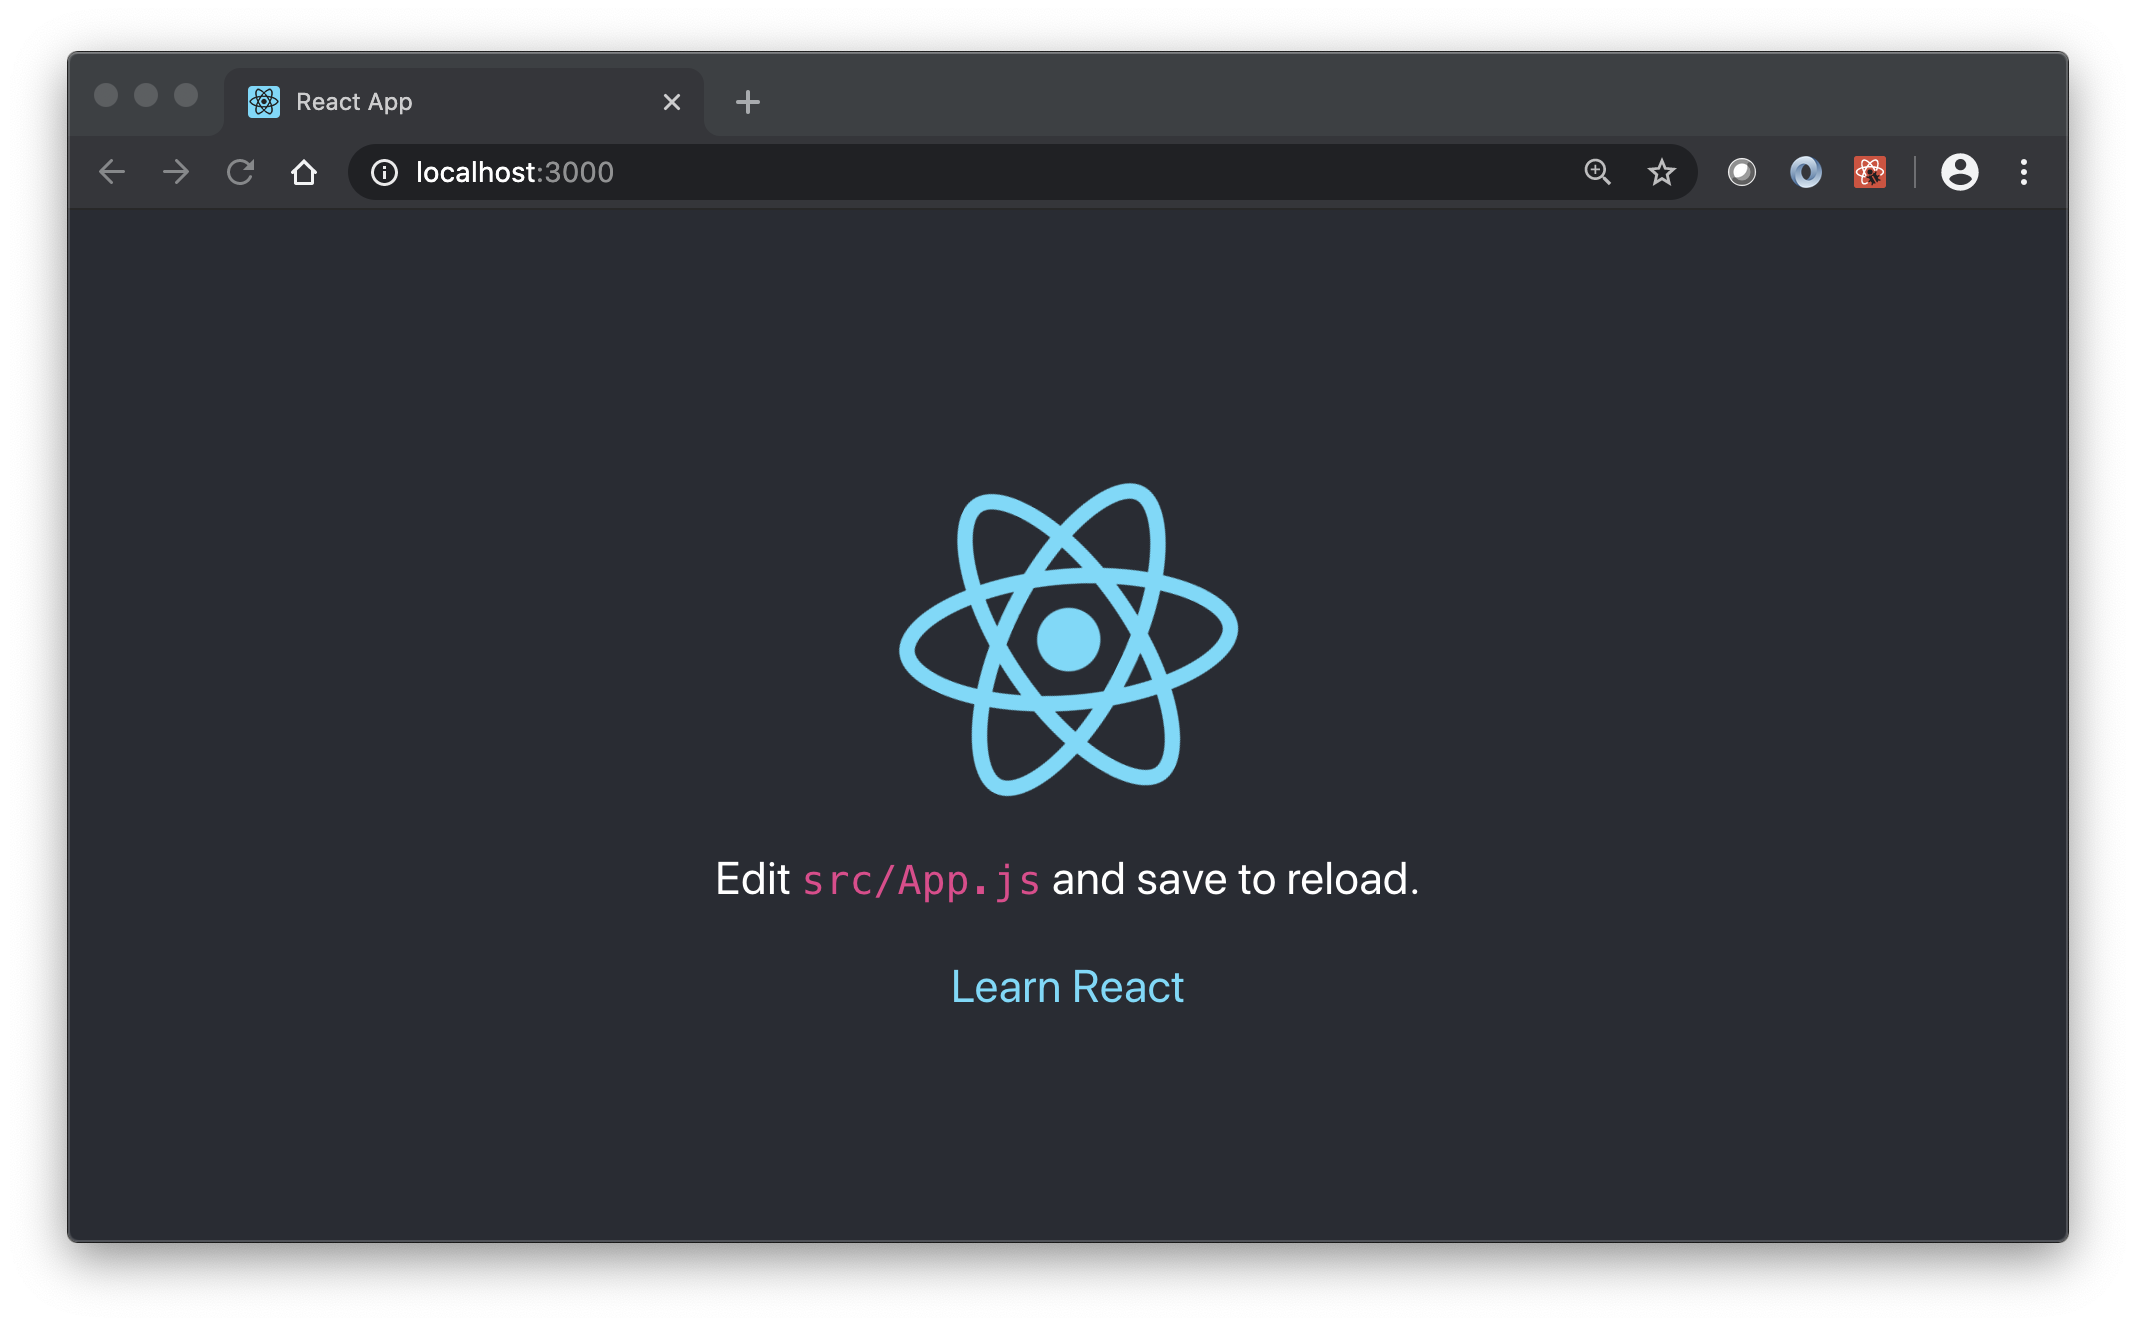 React App
localhost:3000
Edit src/App.js and save to reload.
Learn React